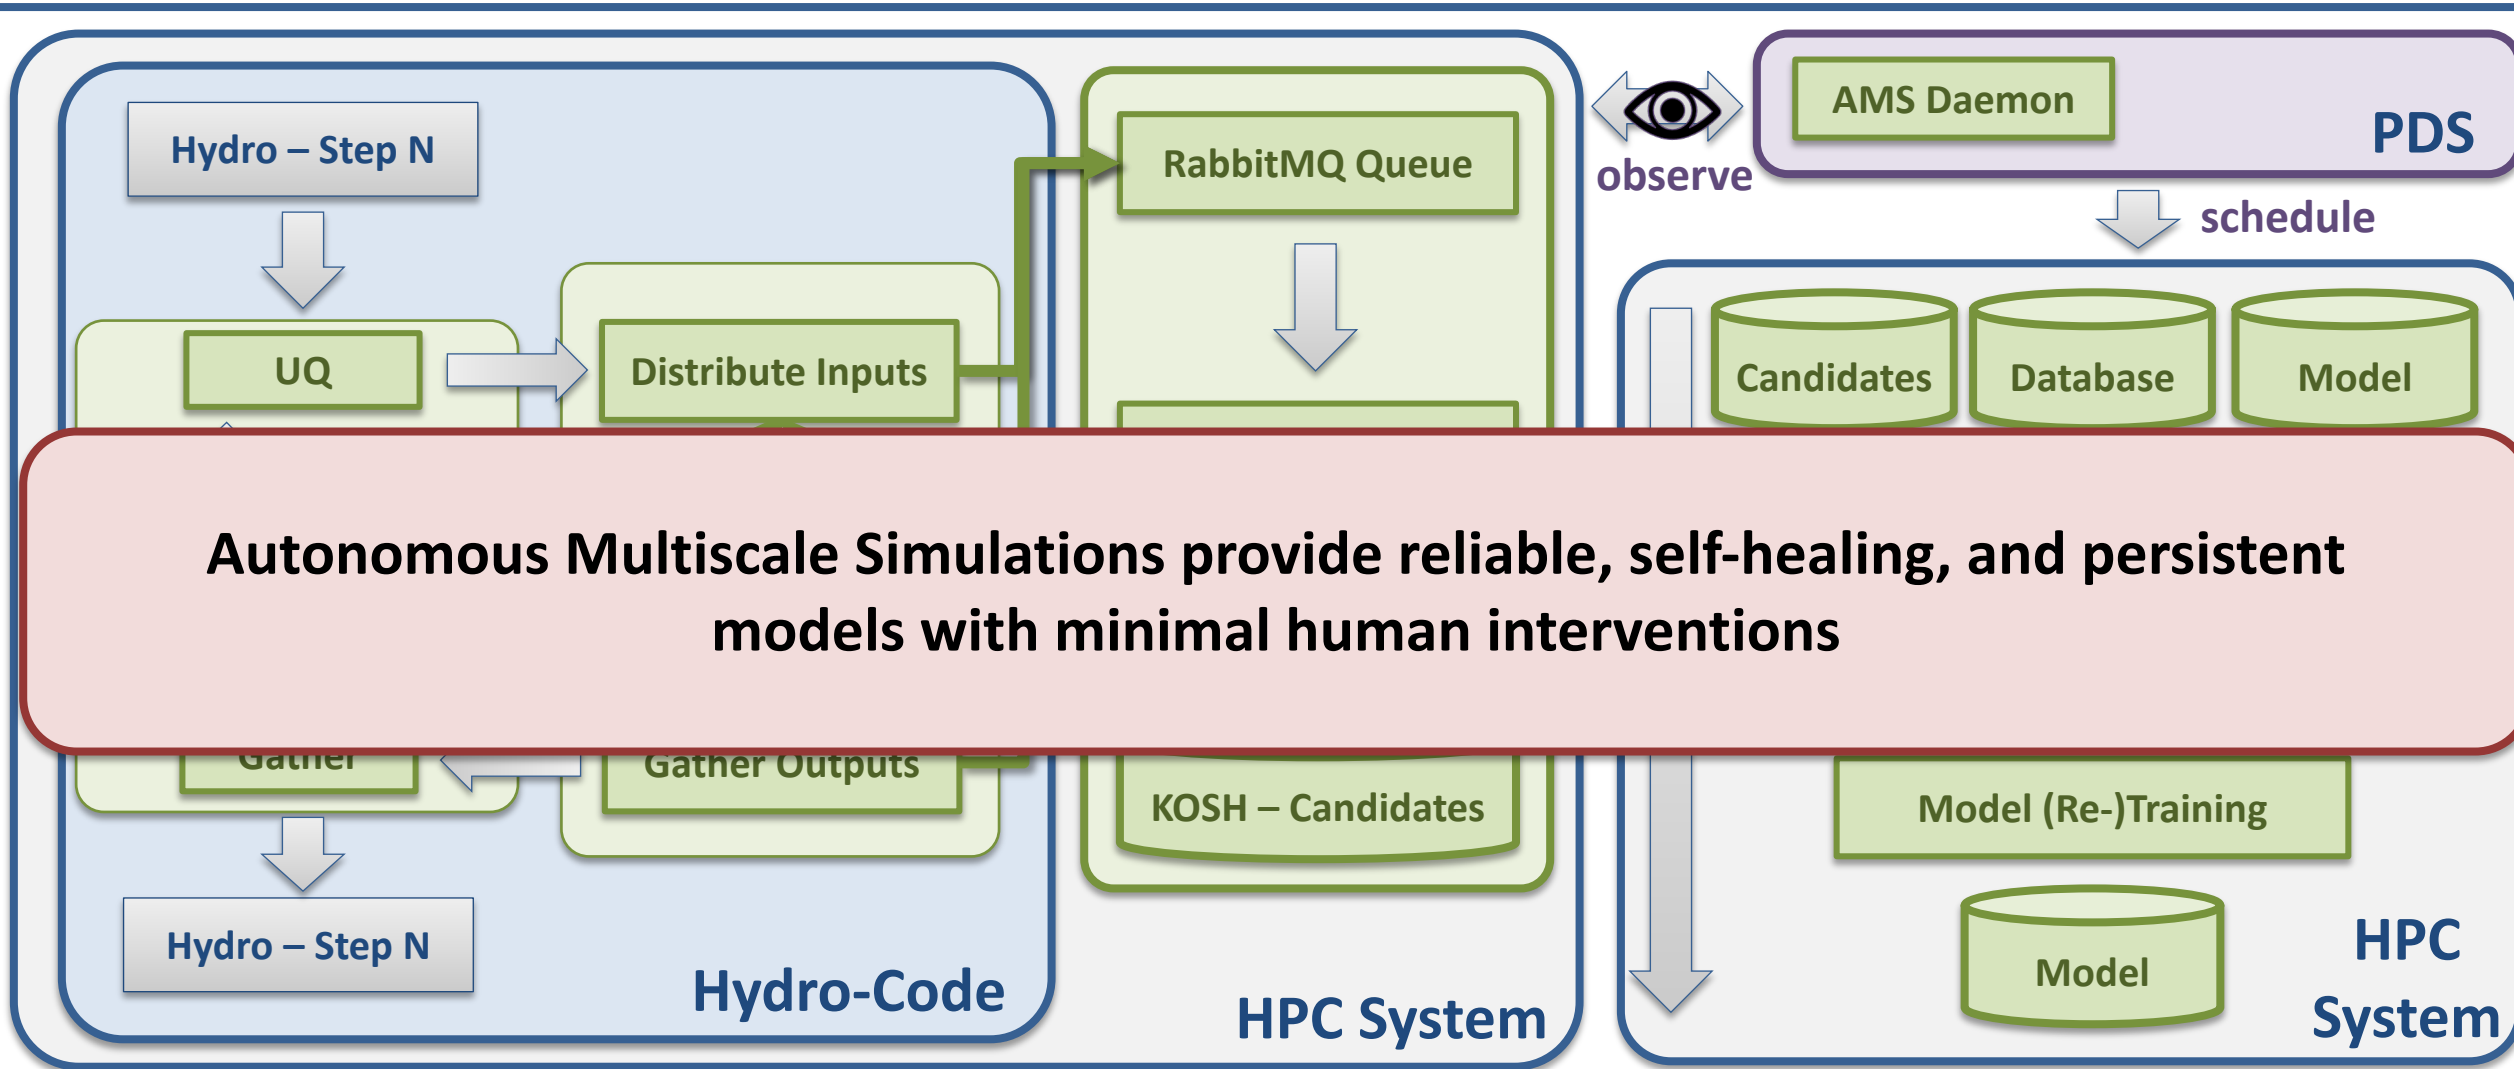 Hydro – Step N
RabbitMQ Queue
observe
AMS Daemon
PDS
schedule
UQ
Distribute Inputs
Candidates
Database
Model
Autonomous Multiscale Simulations provide reliable, self-healing, and persistent
models with minimal human interventions
Gather
Gather Outputs
KOSH – Candidates
Model (Re-)Training
Hydro – Step N
Hydro-Code
HPC System
Model
HPC
System